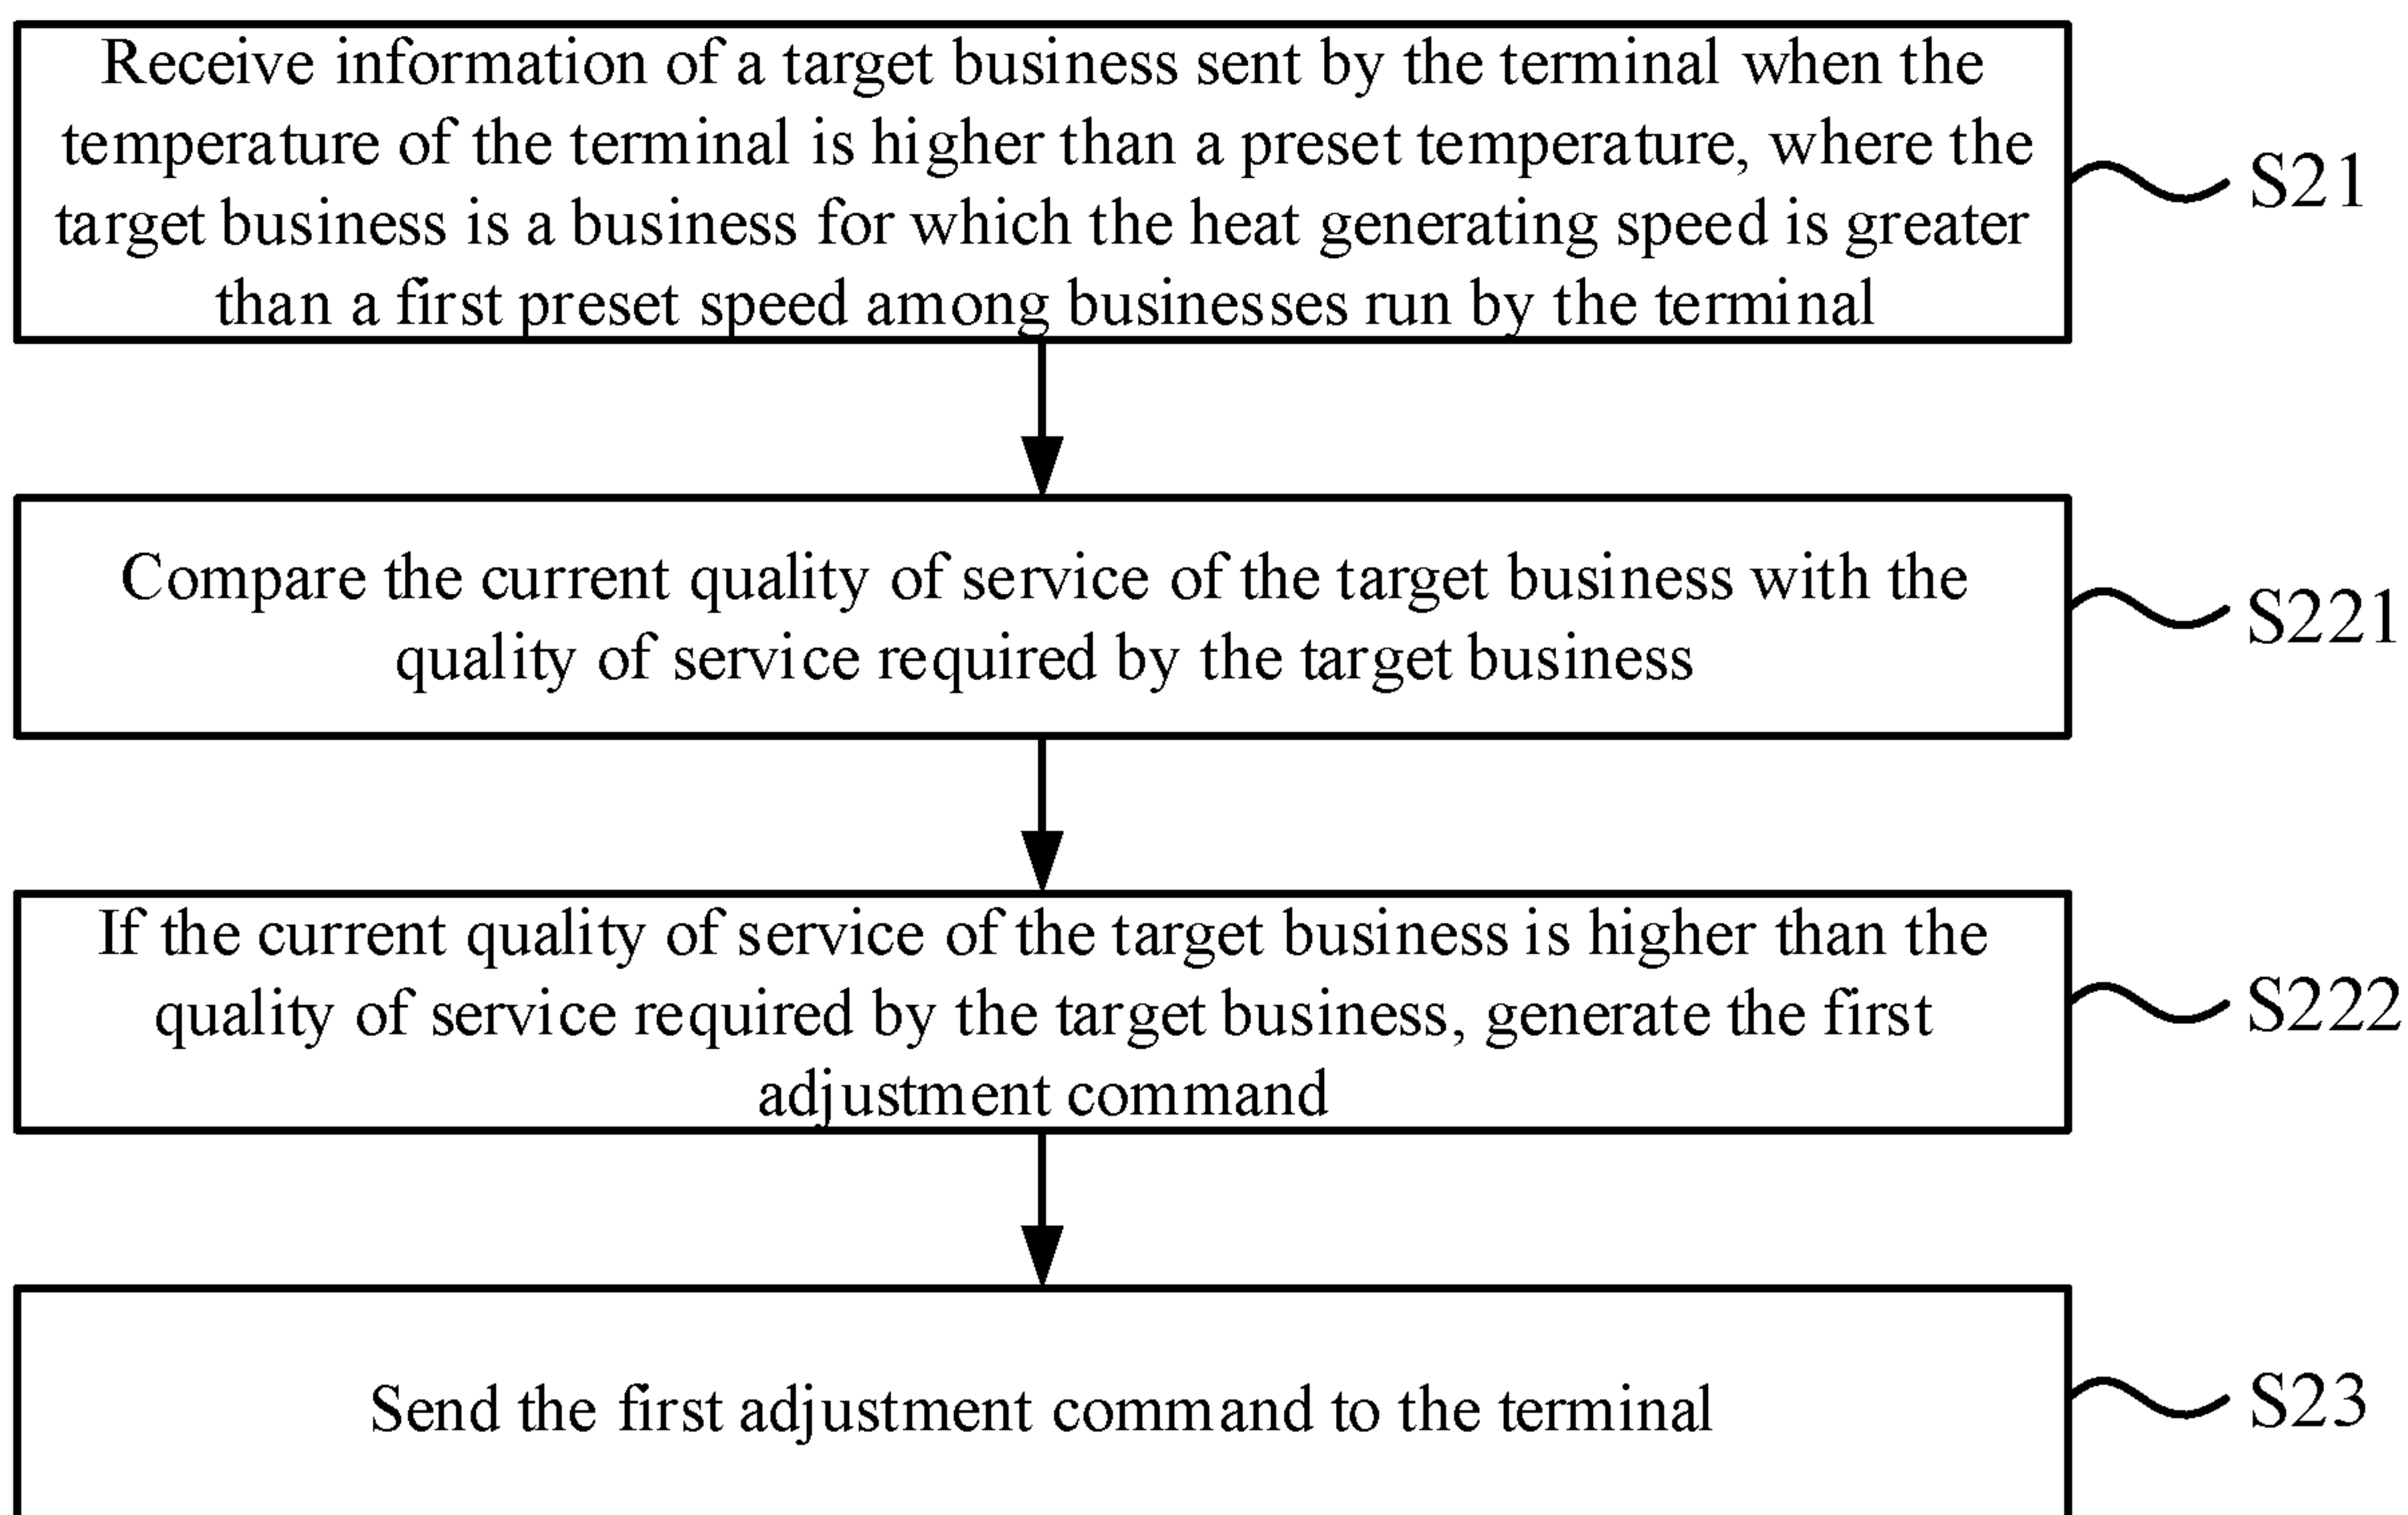 Receive information of a target business sent by the terminal when the
temperature of the terminal is higher than a preset temperature, where the
target business is a business for which the heat generating speed is greater
than a first preset speed among businesses run by the terminal
S21
Compare the current quality of service of the target business with the
quality of service required by the target business
S221
If the current quality of service of the target business is higher than the
quality of service required by the target business, generate the first
adjustment command
S222
Send the first adjustment command to the terminal
S23